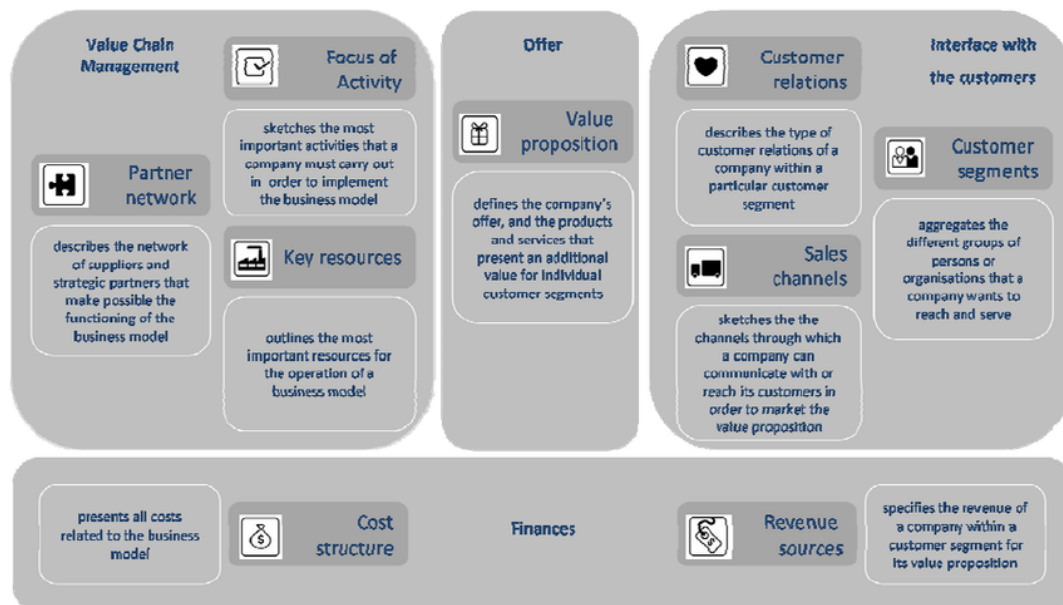 Value Chain
Management
Focus of
Activity
sketches the most
important activities that a
company must carry out
in order to implement
the business model
Partner
network
describes the network
of suppliers and
strategic partners that
make possible the
functioning of the
business model
Key resources
outlines the most
important resources for
the operation of a
business model
Offer
Value
proposition
defines the company's
offer, and the products
and services that
present an additional
value for individual
customer segments
Customer
relations
describes the type of
customer relations of a
company within a
particular customer
segment
Interface with
the customers
Customer
segments
aggregates the
different groups of
persons or
organisations that a
company wants to
reach and serve
Sales
channels
sketches the the
channels through which
a company can
communicate with or
reach its customers in
order to market the
value proposition
presents all costs
related to the business
model
Cost
structure
Finances
Revenue
sources
specifies the revenue of
a company within a
customer segment for
its value proposition